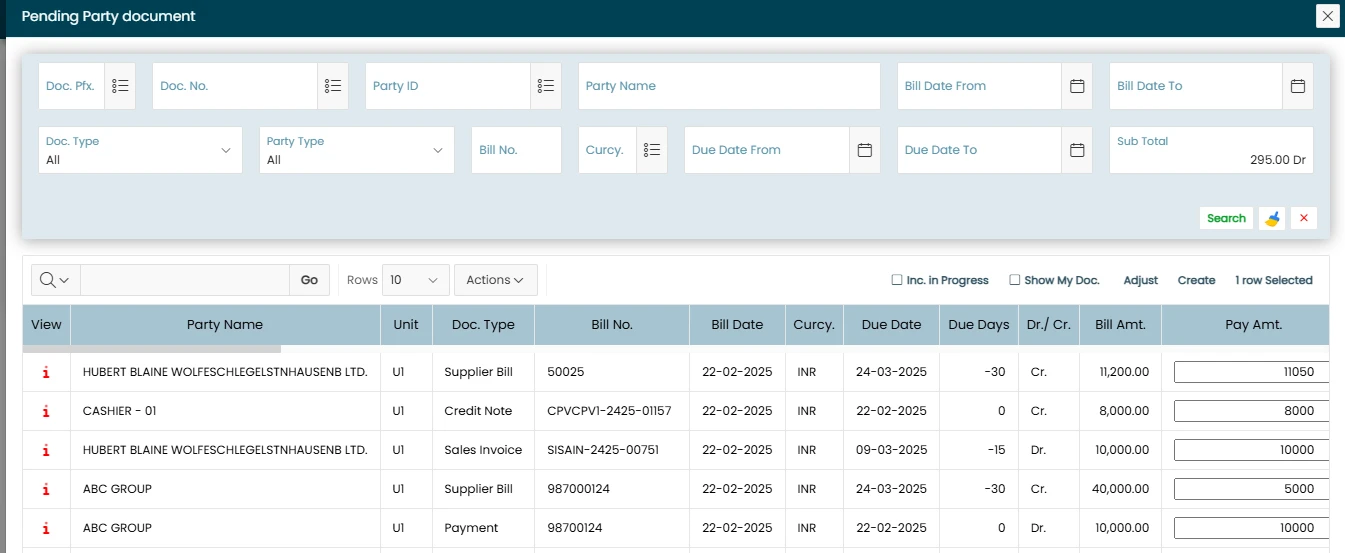 Pending Party document
Doc. Pfx. Doc. No. Party ID Party Name Bill Date From Bill Date To
Doc. Type All Party Type All Bill No. Curcy. Due Date From Due Date To Sub Total 295.00 Dr
Search
Go Rows 10 Actions Inc. in Progress Show My Doc. Adjust Create 1 row Selected
View Party Name Unit Doc. Type Bill No. Bill Date Curcy. Due Date Due Days Dr./ Cr. Bill Amt. Pay Amt.
i HUBERT BLAINE WOLFESCHLEGELSTNHAUSENB LTD. U1 Supplier Bill 50025 22-02-2025 INR 24-03-2025 -30 Cr. 11,200.00 11050
i CASHIER - 01 U1 Credit Note CPVCPV1-2425-01157 22-02-2025 INR 22-02-2025 0 Cr. 8,000.00 8000
i HUBERT BLAINE WOLFESCHLEGELSTNHAUSENB LTD. U1 Sales Invoice SISAIN-2425-00751 22-02-2025 INR 09-03-2025 -15 Dr. 10,000.00 10000
i ABC GROUP U1 Supplier Bill 987000124 22-02-2025 INR 24-03-2025 -30 Cr. 40,000.00 5000
i ABC GROUP U1 Payment 98700124 22-02-2025 INR 22-02-2025 0 Dr. 10,000.00 10000